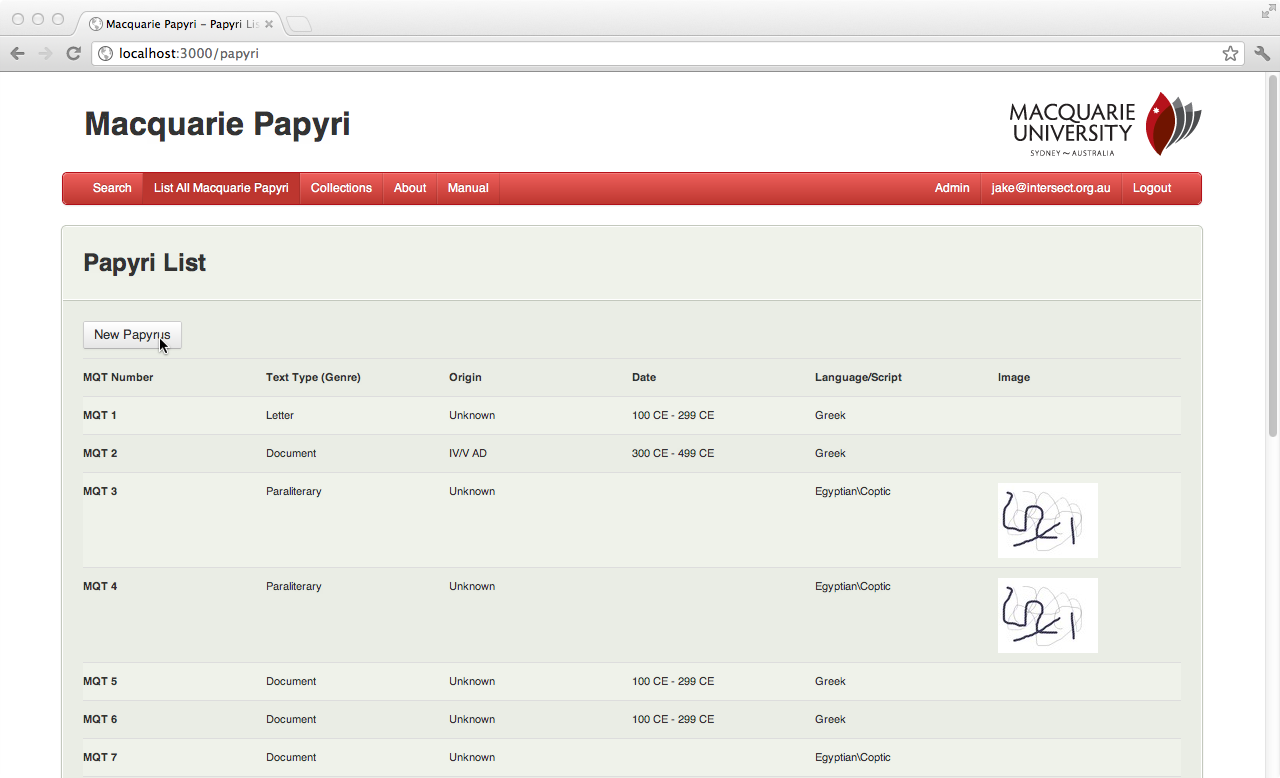 Macquarie Papyri – Papyri Lis
localhost:3000/papyri
Macquarie Papyri
MACQUARIE
UNIVERSITY
SYDNEY ~ AUSTRALIA
Search List All Macquarie Papyri Collections About Manual Admin jake@intersect.org.au Logout
Papyri List
New Papyrus
MQT Number Text Type (Genre) Origin Date Language/Script Image
MQT 1 Letter Unknown 100 CE - 299 CE Greek
MQT 2 Document IV/V AD 300 CE - 499 CE Greek
MQT 3 Paraliterary Unknown Egyptian\Coptic
MQT 4 Paraliterary Unknown Egyptian\Coptic
MQT 5 Document Unknown 100 CE - 299 CE Greek
MQT 6 Document Unknown 100 CE - 299 CE Greek
MQT 7 Document Unknown Egyptian\Coptic